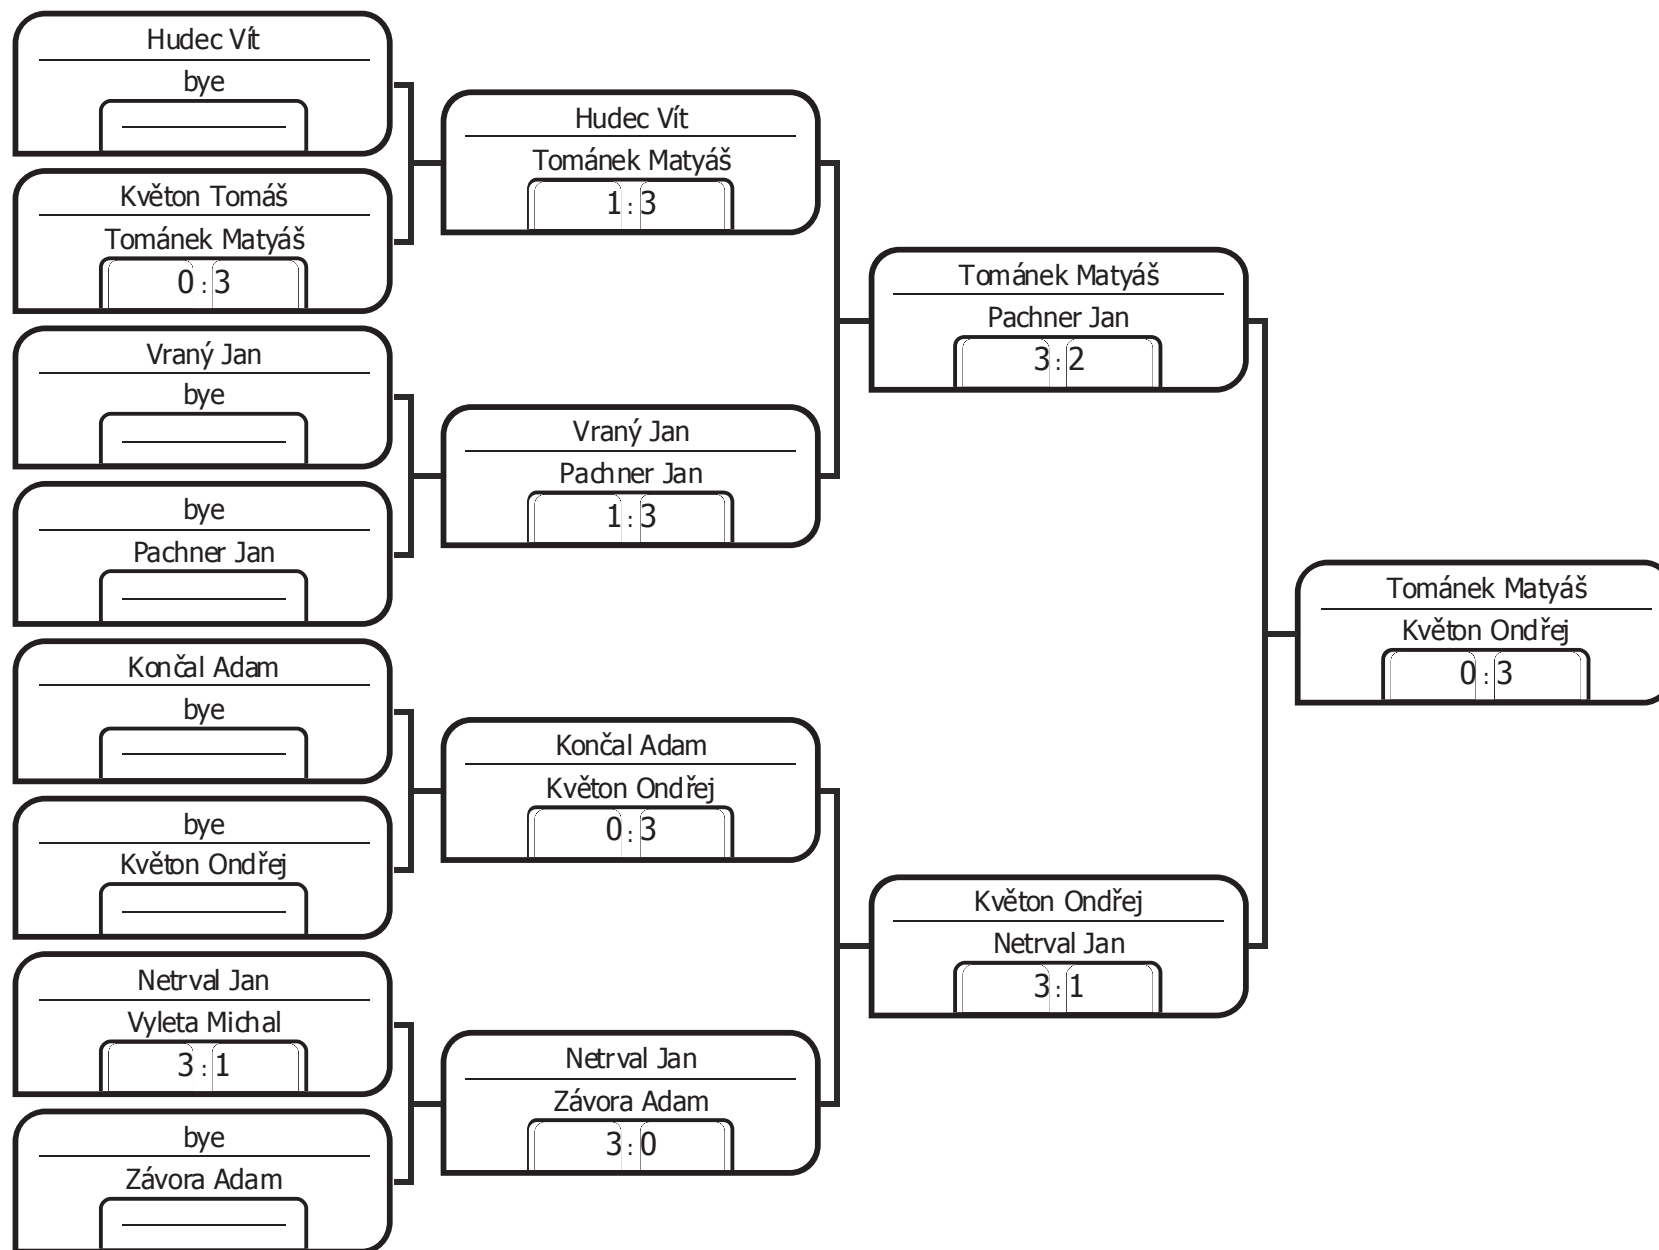 Hudec Vít
bye
Květon Tomáš
Tománek Matyáš
0 : 3
Vraný Jan
bye
bye
Pachner Jan
Končal Adam
bye
bye
Květon Ondřej
Netrval Jan
Vyleta Michal
3 : 1
bye
Závora Adam
Hudec Vít
Tománek Matyáš
1 : 3
Vraný Jan
Pachner Jan
1 : 3
Končal Adam
Květon Ondřej
0 : 3
Netrval Jan
Závora Adam
3 : 0
Tománek Matyáš
Pachner Jan
3 : 2
Květon Ondřej
Netrval Jan
3 : 1
Tománek Matyáš
Květon Ondřej
0 : 3